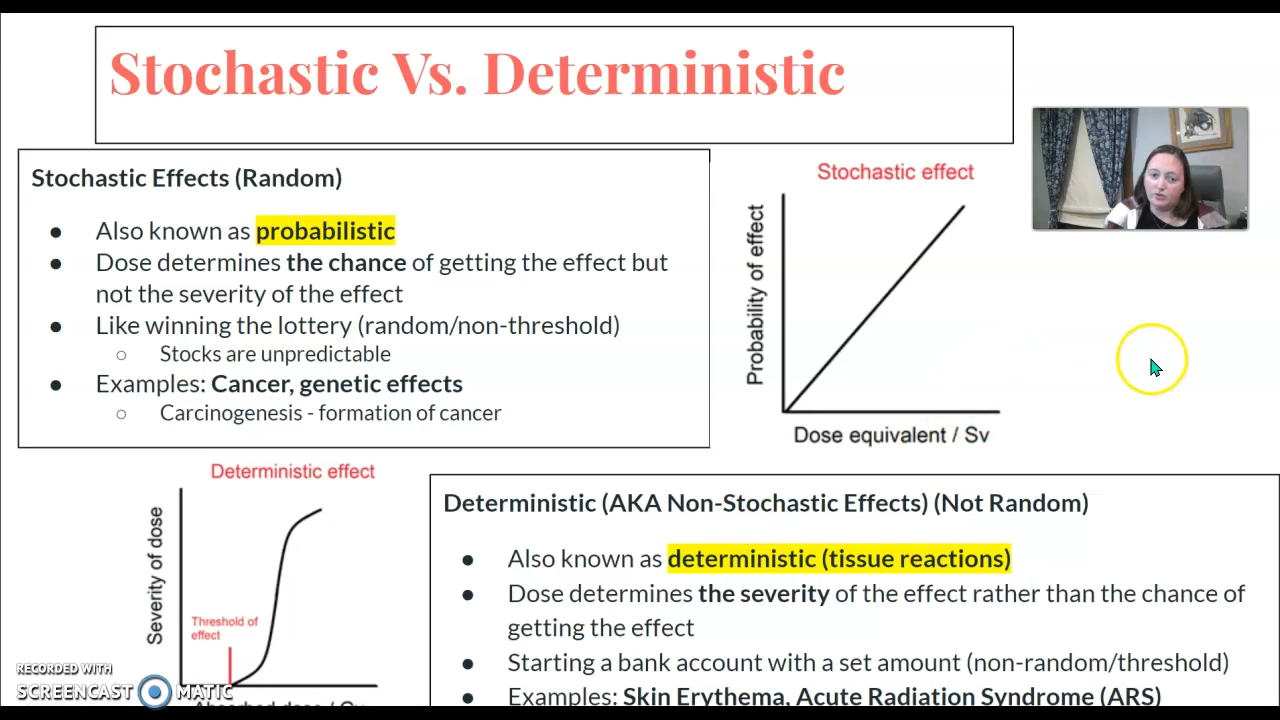 Stochastic Vs. Deterministic
Stochastic Effects (Random)
● Also known as probabilistic
● Dose determines the chance of getting the effect but
not the severity of the effect
● Like winning the lottery (random/non-threshold)
○ Stocks are unpredictable
● Examples: Cancer, genetic effects
○ Carcinogenesis - formation of cancer
Stochastic effect
Probability of effect
Dose equivalent / Sv
Deterministic effect
Severity of dose
Threshold of
effect
Absorbed dose / Gy
Deterministic (AKA Non-Stochastic Effects) (Not Random)
● Also known as deterministic (tissue reactions)
● Dose determines the severity of the effect rather than the chance of
getting the effect
● Starting a bank account with a set amount (non-random/threshold)
● Examples: Skin Erythema, Acute Radiation Syndrome (ARS)
RECORDED WITH
SCREENCAST MATIC